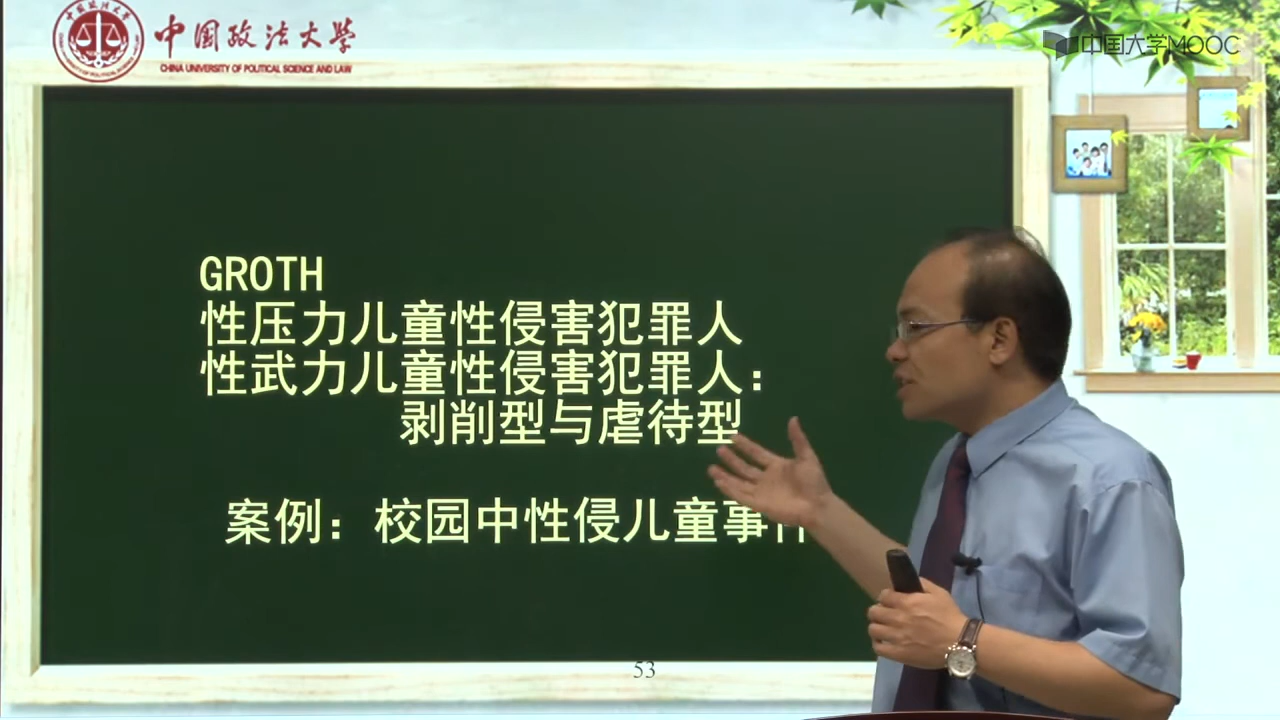 中国政法大学
CHINA UNIVERSITY OF POLITICAL SCIENCE AND LAW
中国大学MOOC
GROTH
性压力儿童性侵害犯罪人
性武力儿童性侵害犯罪人：
剥削型与虐待型
案例：校园中性侵儿童事件
53